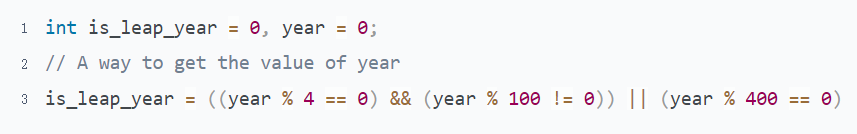 1 int is_leap_year = 0, year = 0;
2 // A way to get the value of year
3 is_leap_year = ((year % 4 == 0) && (year % 100 != 0)) || (year % 400 == 0)